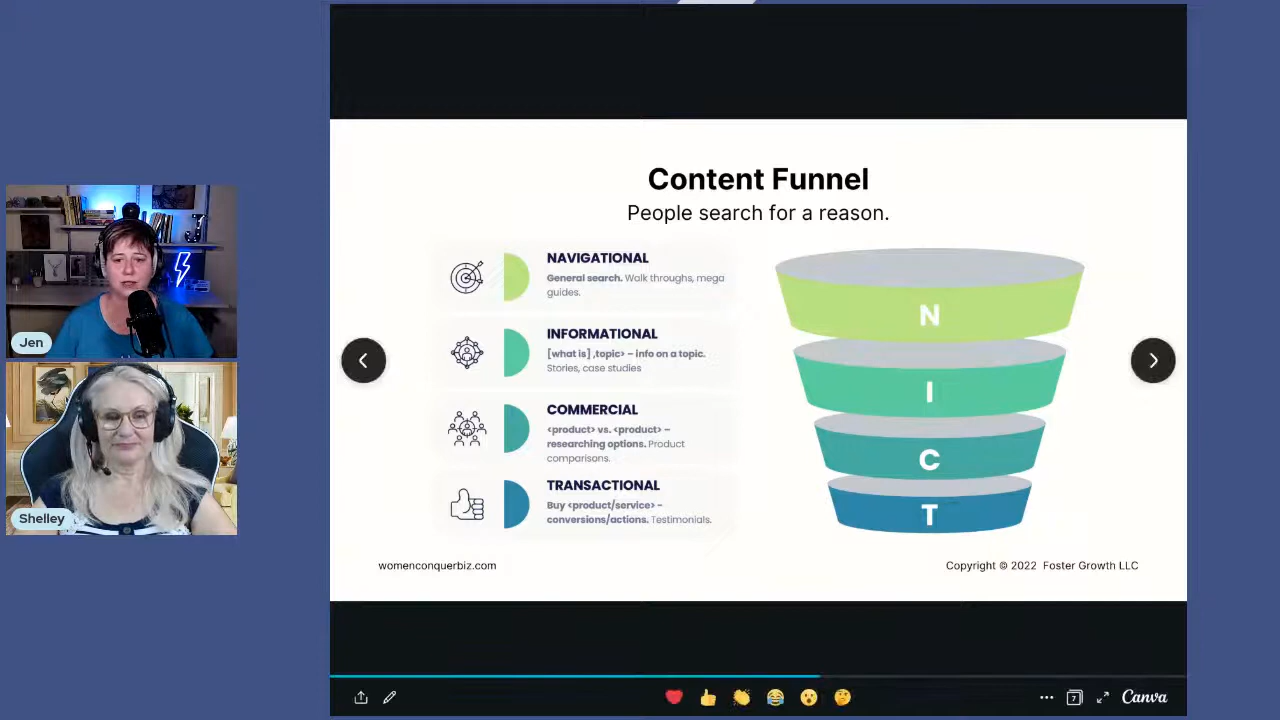 Content Funnel
People search for a reason.
NAVIGATIONAL
General search. Walk throughs, mega
guides.
INFORMATIONAL
[what is] ,topic> – info on a topic.
Stories, case studies
COMMERCIAL
<product> vs. <product> –
researching options. Product
comparisons.
TRANSACTIONAL
Buy <product/service> –
conversions/actions. Testimonials.
N
I
C
T
womenconquerbiz.com
Copyright © 2022 Foster Growth LLC
J
Jen
Shelley
7
Canva